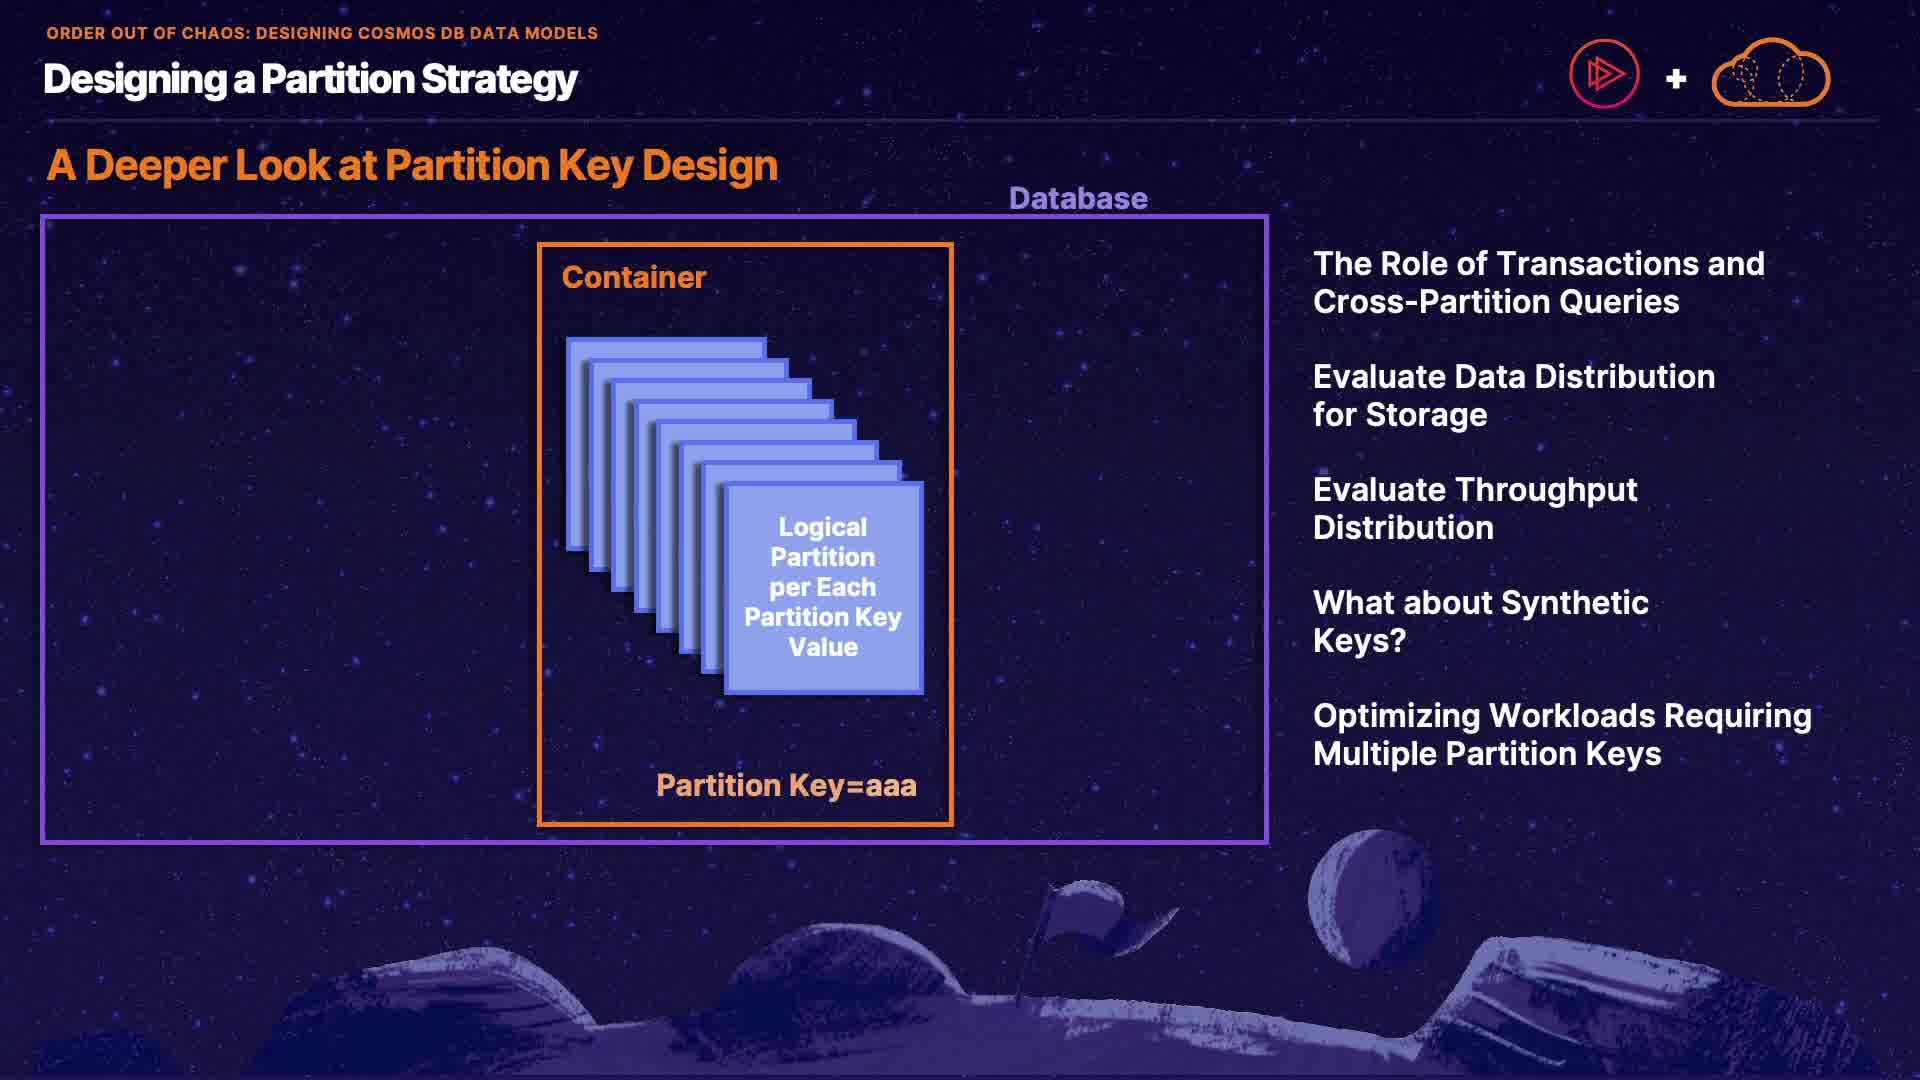 ORDER OUT OF CHAOS: DESIGNING COSMOS DB DATA MODELS
Designing a Partition Strategy
+
A Deeper Look at Partition Key Design
Database
Container
Logical
Partition
per Each
Partition Key
Value
Partition Key=aaa
The Role of Transactions and
Cross-Partition Queries
Evaluate Data Distribution
for Storage
Evaluate Throughput
Distribution
What about Synthetic
Keys?
Optimizing Workloads Requiring
Multiple Partition Keys